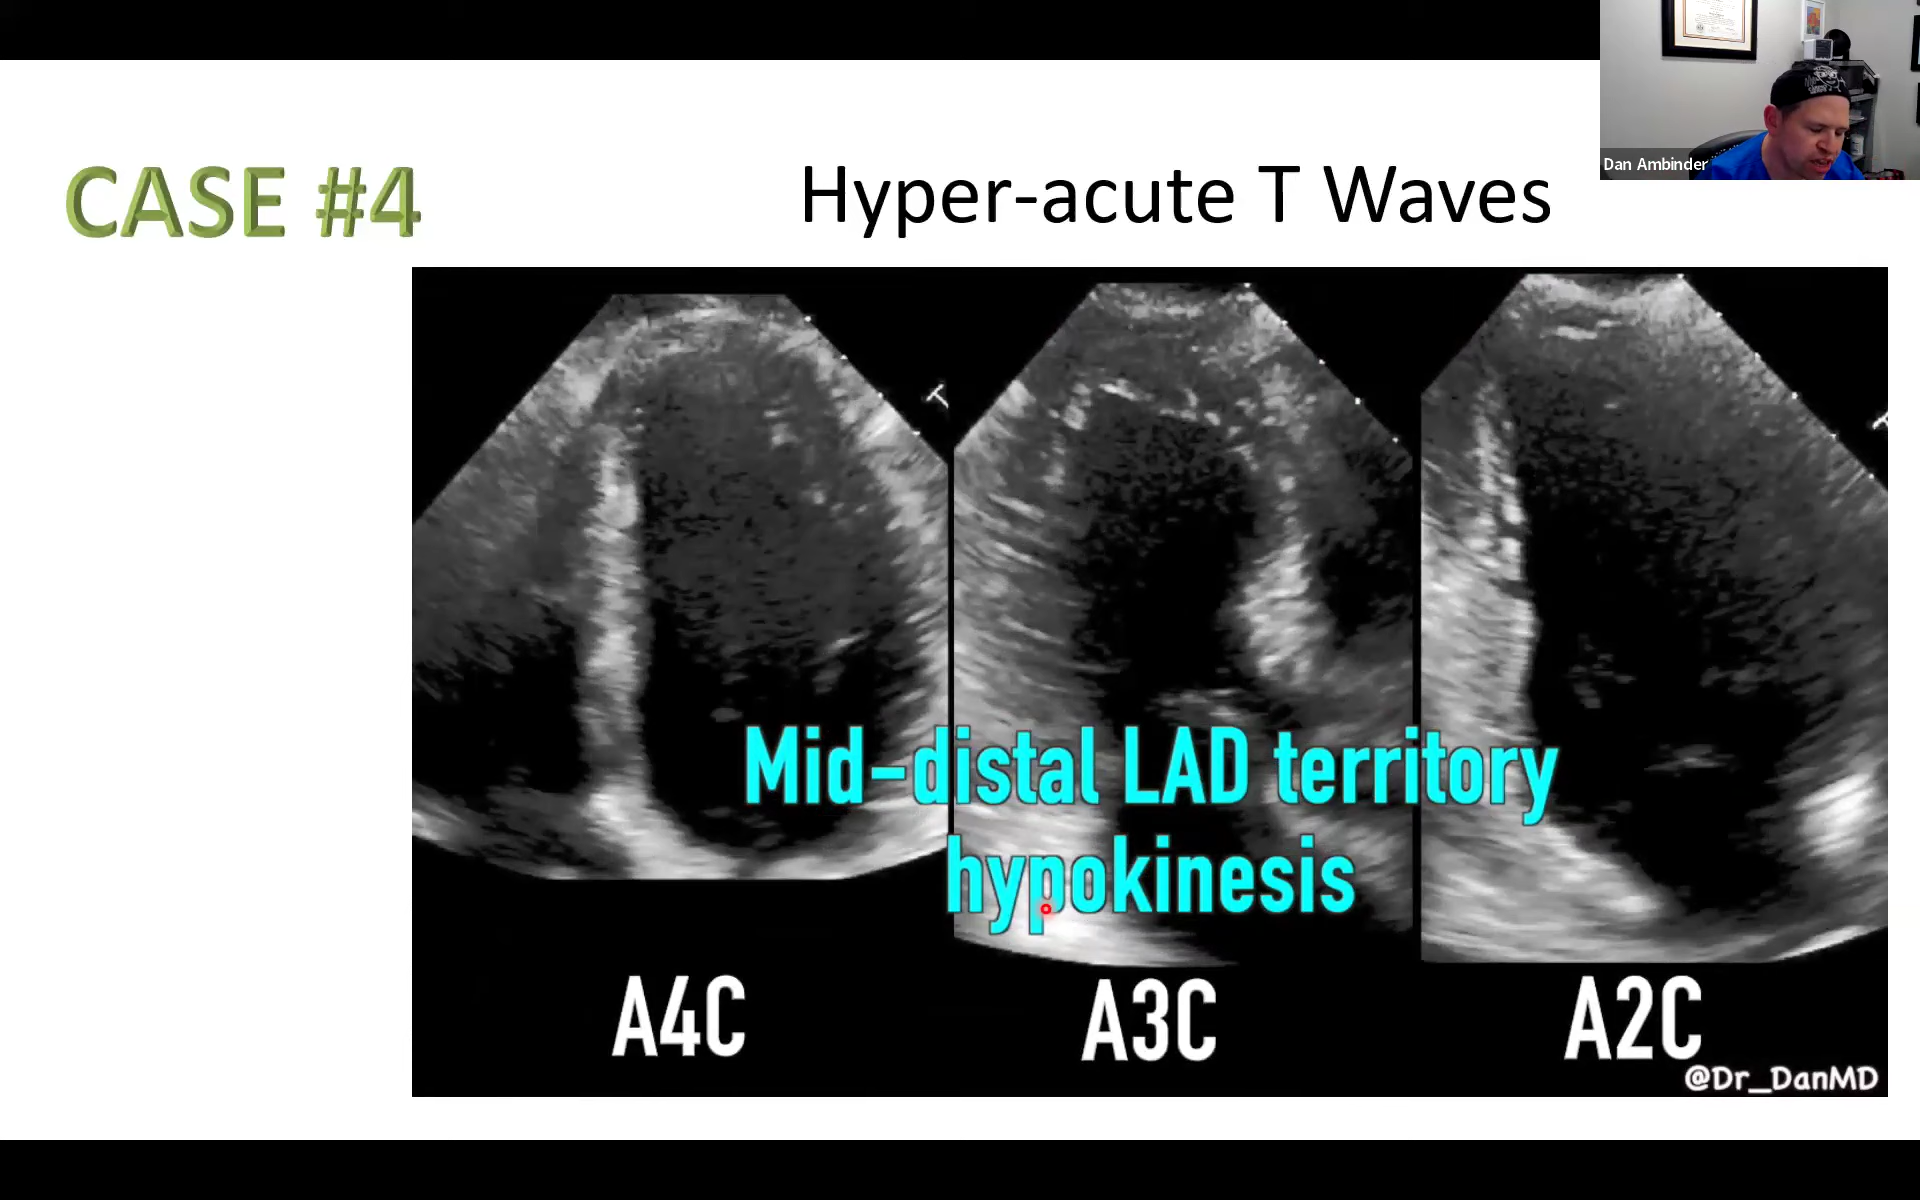 CASE #4
Hyper-acute T Waves
Dan Ambinder
Mid-distal LAD territory
hypokinesis
A4C
A3C
A2C
@Dr_DanMD